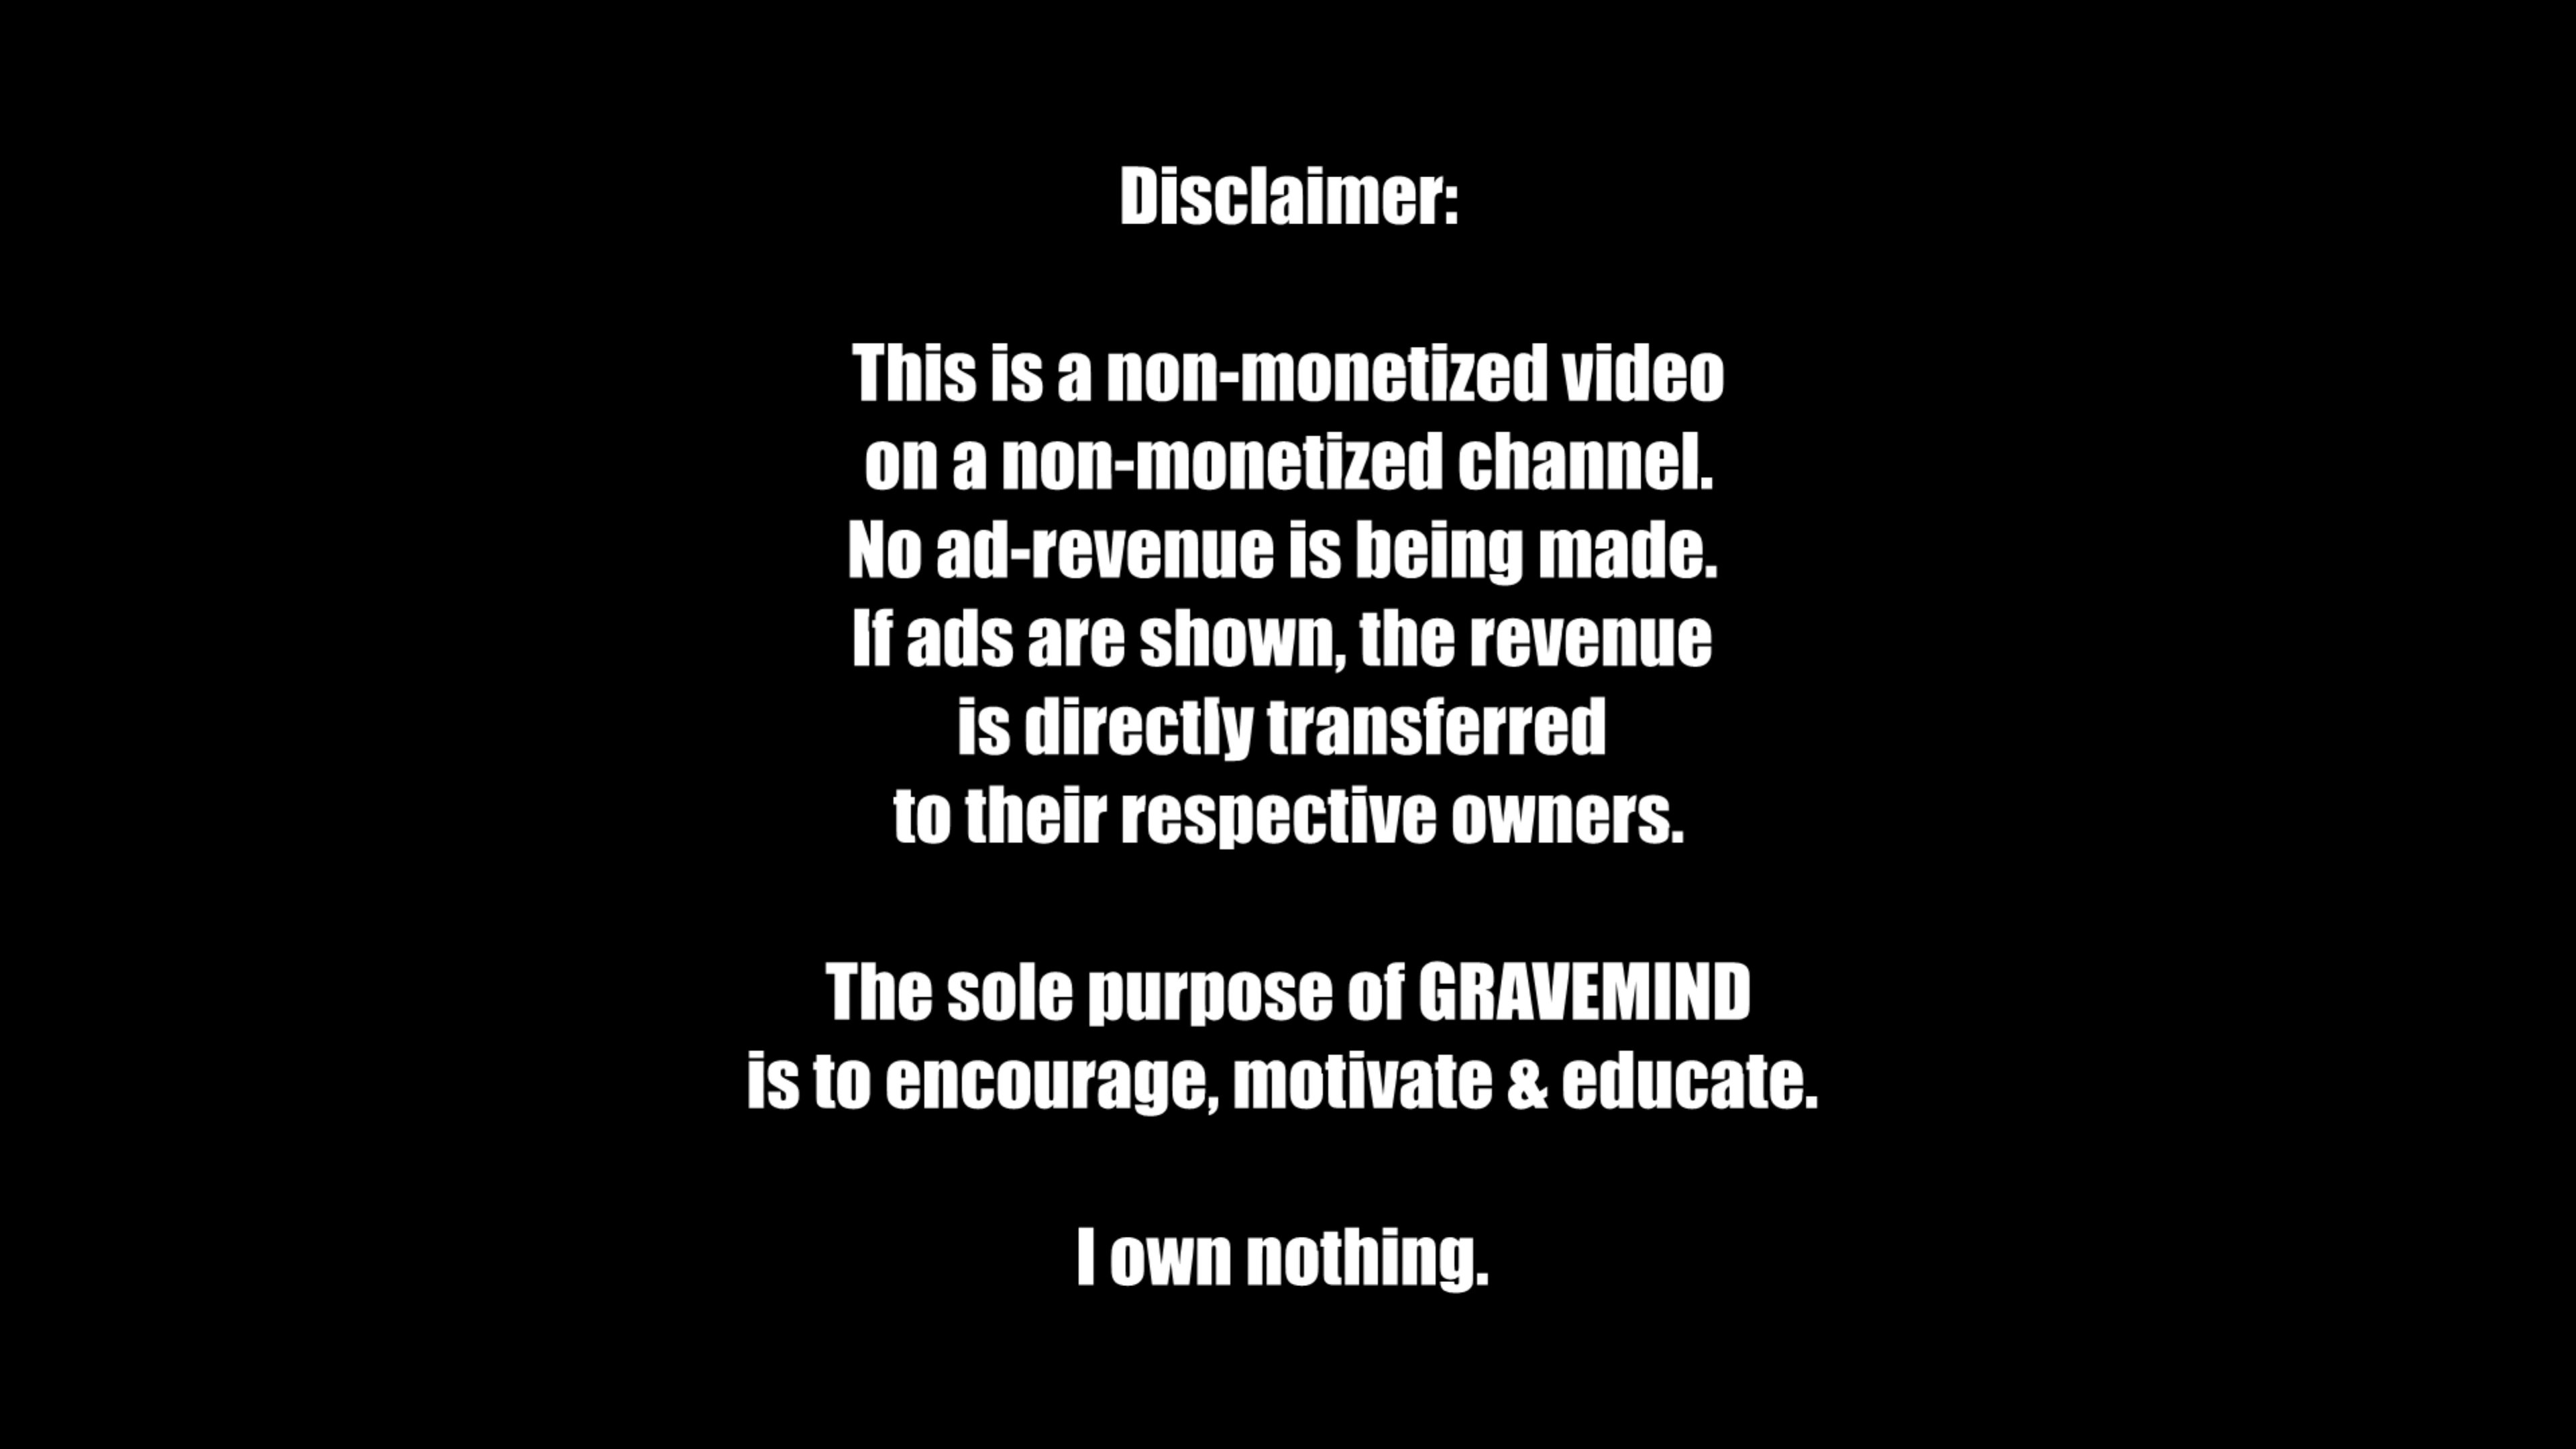 Disclaimer:
This is a non-monetized video
on a non-monetized channel.
No ad-revenue is being made.
If ads are shown, the revenue
is directly transferred
to their respective owners.
The sole purpose of GRAVEMIND
is to encourage, motivate & educate.
I own nothing.